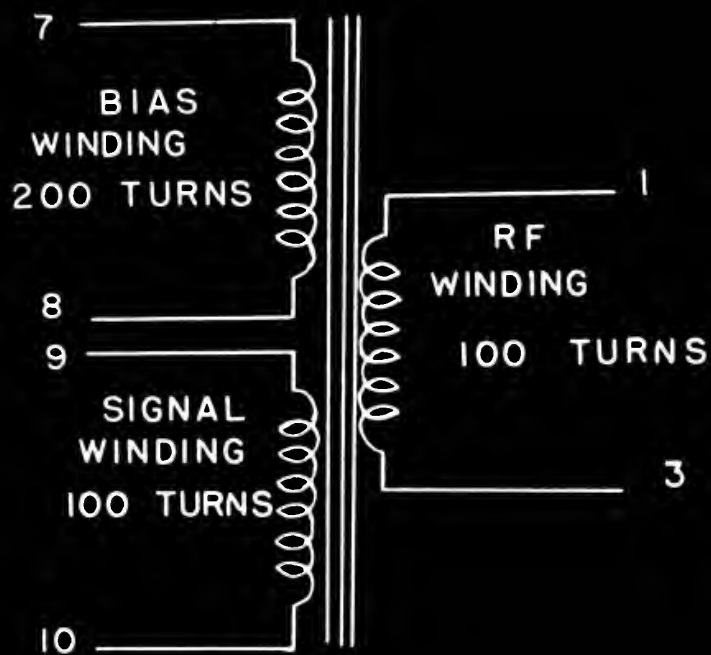 7
BIAS
WINDING
200 TURNS
8
9
SIGNAL
WINDING
100 TURNS
10
1
RF
WINDING
100 TURNS
3